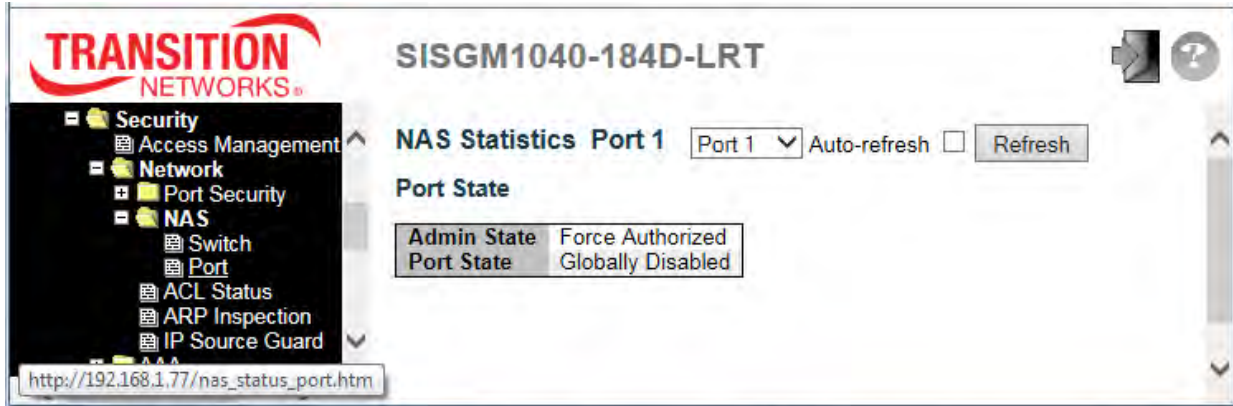 TRANSITION
NETWORKS®
SISGM1040-184D-LRT
?
Security
Access Management
Network
Port Security
NAS
Switch
Port
ACL Status
ARP Inspection
IP Source Guard
AAA
http://192.168.1.77/nas_status_port.htm
NAS Statistics Port 1 Port 1 Auto-refresh Refresh
Port State
Admin State Force Authorized
Port State Globally Disabled